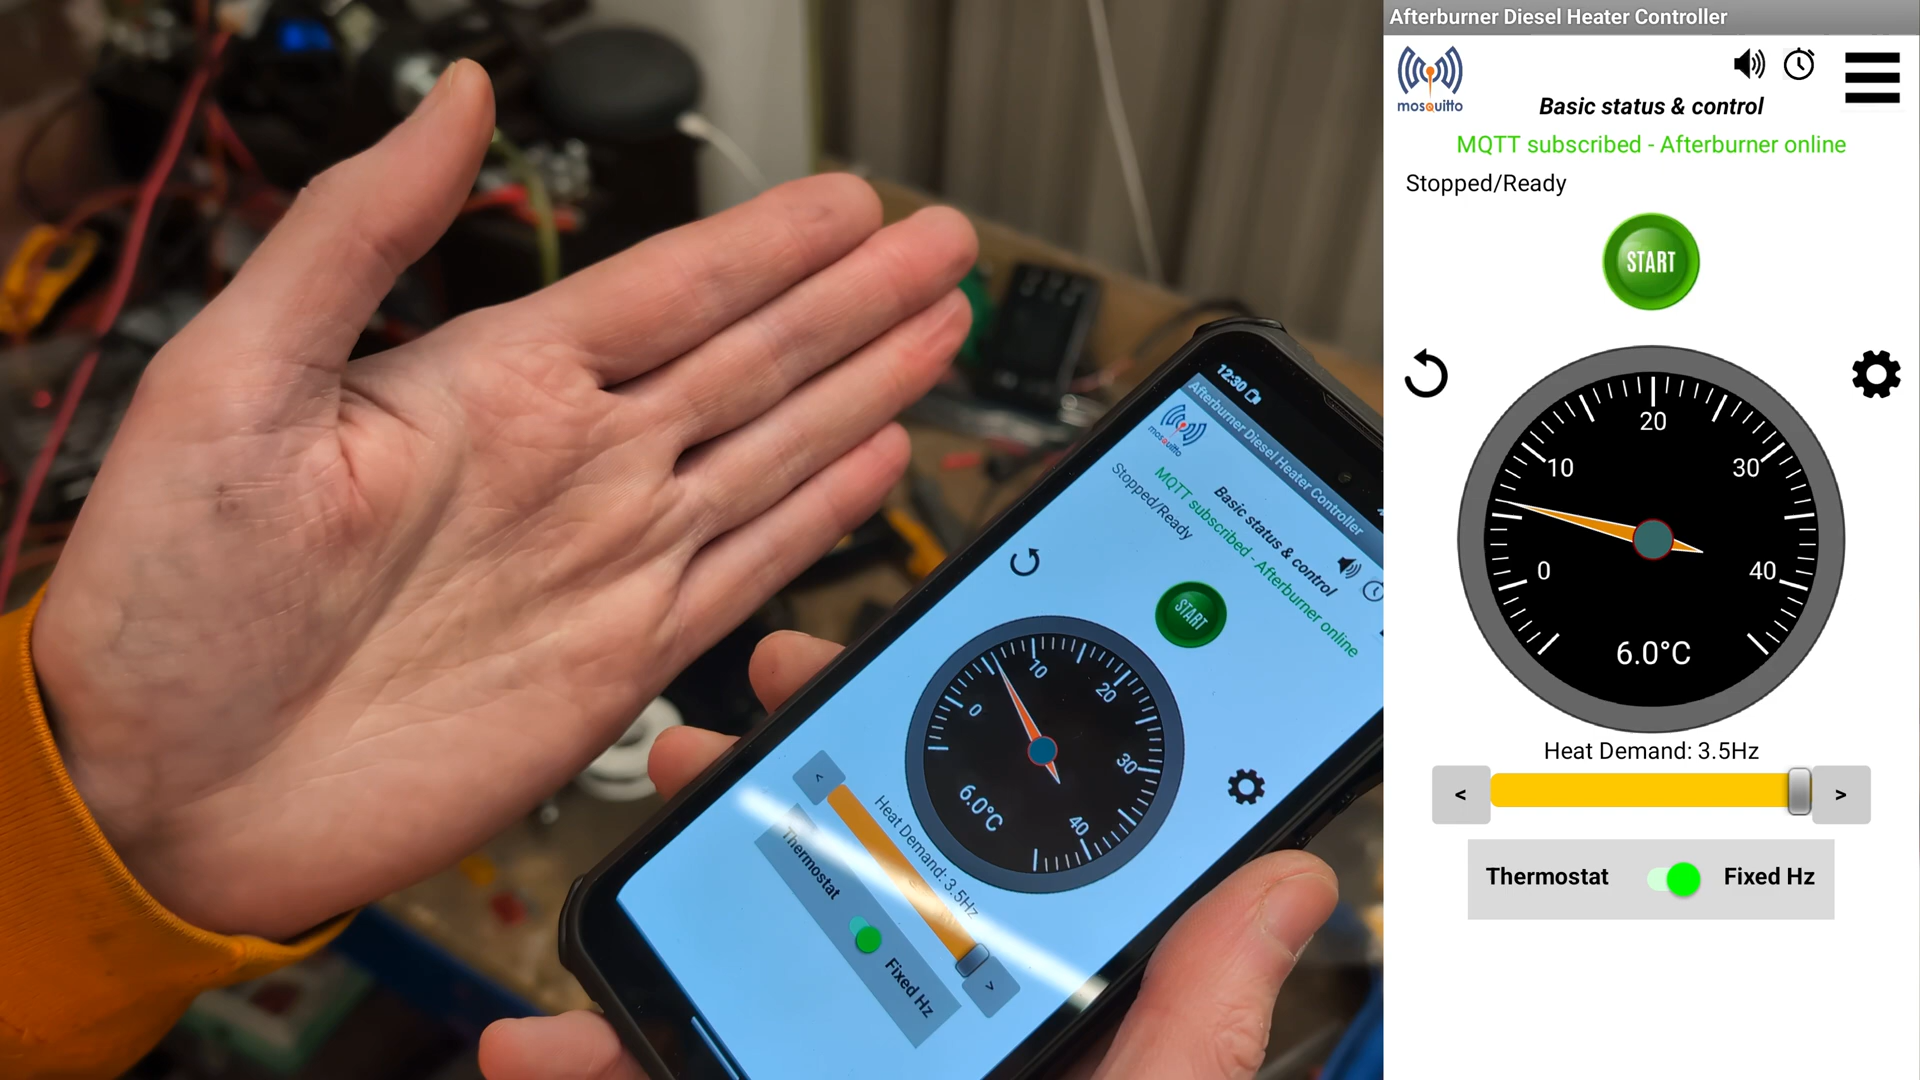 12:30
Afterburner Diesel Heater Controller
mosquitto
Basic status & control
MQTT subscribed - Afterburner online
Stopped/Ready
START
0
10
20
30
40
6.0°C
Heat Demand: 3.5Hz
<
>
Thermostat
Fixed Hz
Afterburner Diesel Heater Controller
mosquitto
Basic status & control
MQTT subscribed - Afterburner online
Stopped/Ready
START
20
10
30
0
40
6.0°C
Heat Demand: 3.5Hz
<
>
Thermostat
Fixed Hz